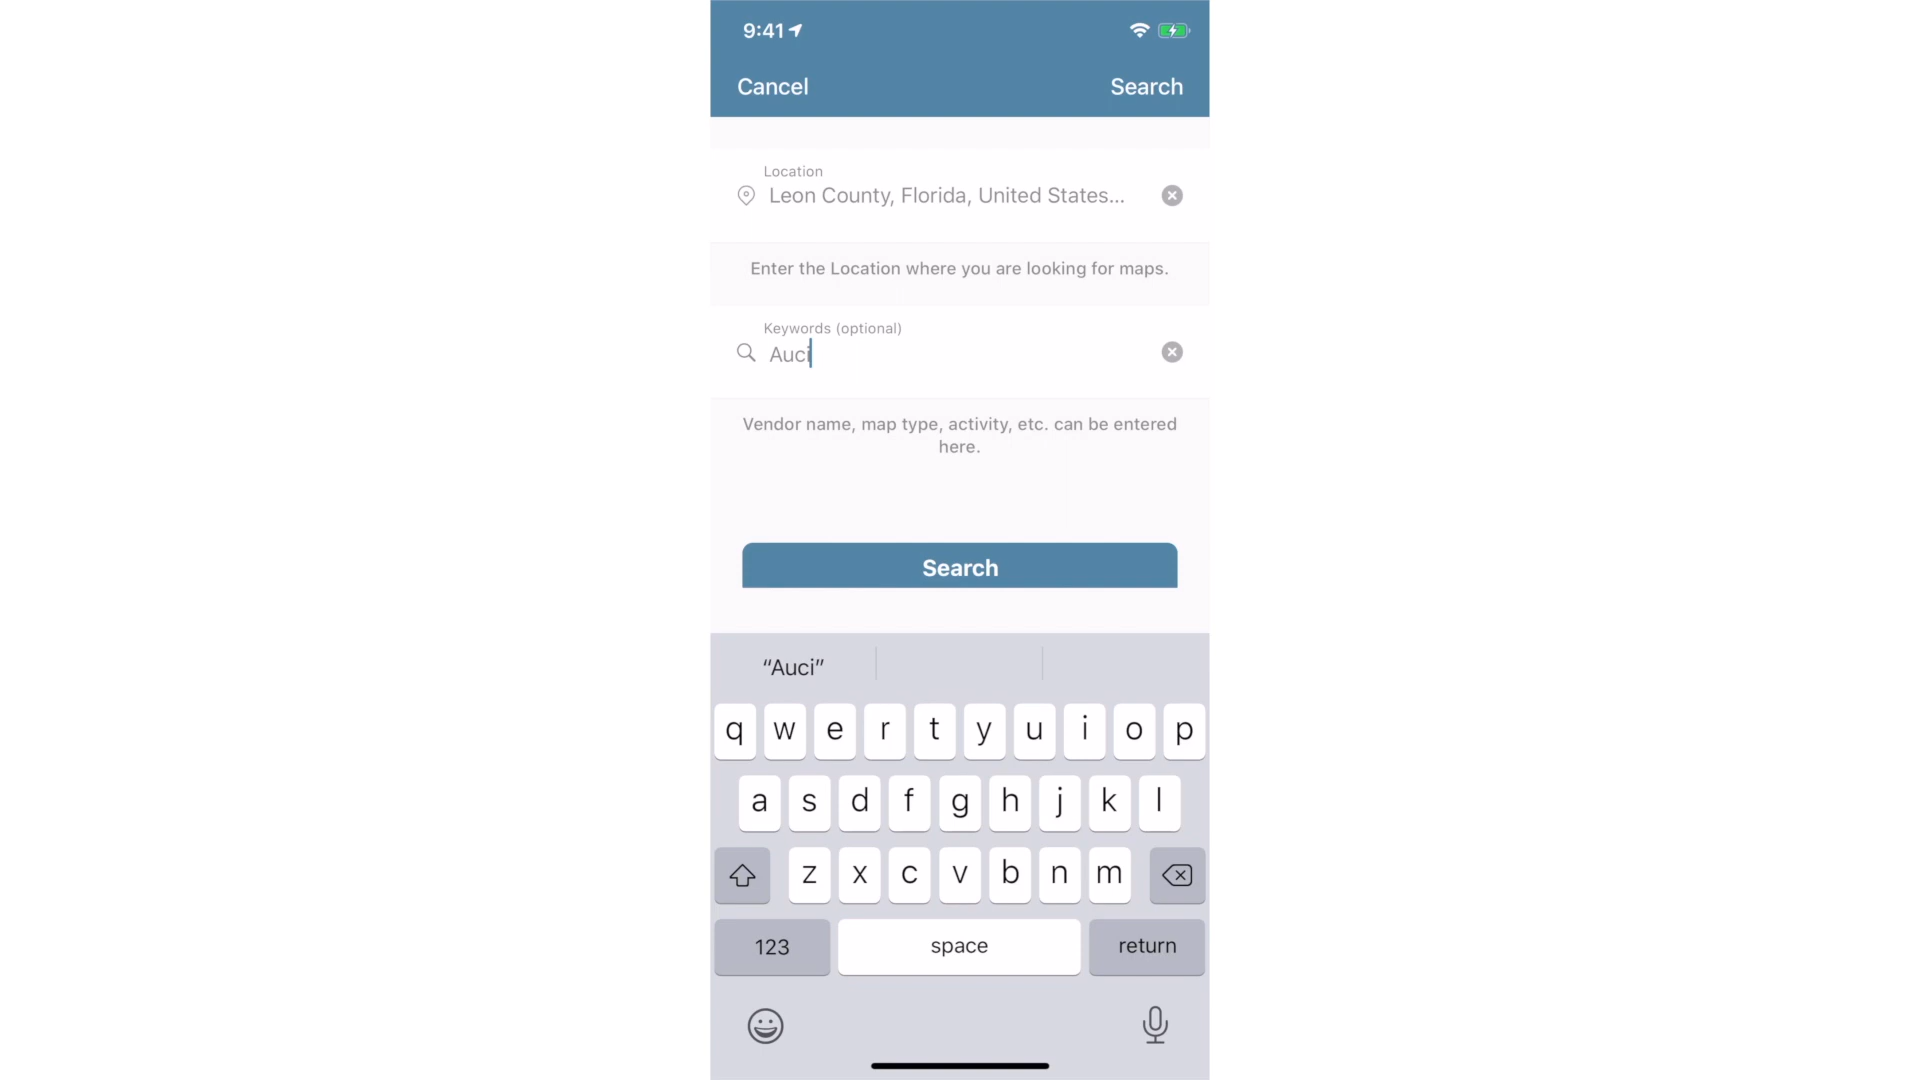 9:41
Cancel Search
Location
Leon County, Florida, United States...
Enter the Location where you are looking for maps.
Keywords (optional)
Auci
Vendor name, map type, activity, etc. can be entered
here.
Search
“Auci”
q w e r t y u i o p
a s d f g h j k l
z x c v b n m
123 space return